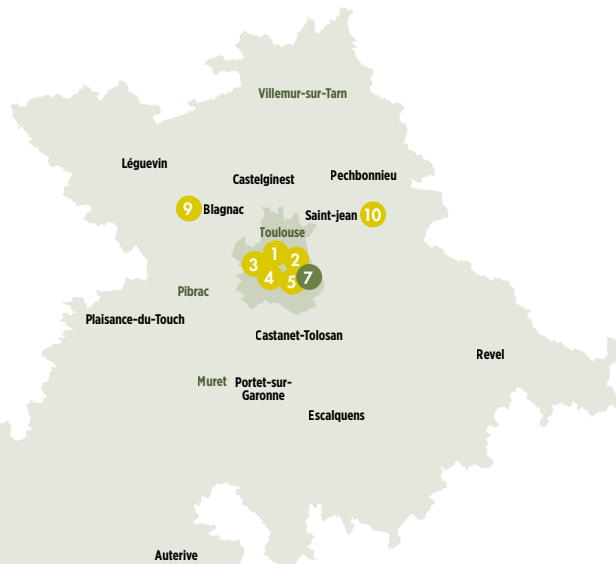 Villemur-sur-Tarn
Léguevin
Castelginest
Pechbonnieu
9 Blagnac
Saint-jean 10
Toulouse
1
2
3
4
5
7
Pibrac
Plaisance-du-Touch
Castanet-Tolosan
Revel
Muret
Portet-sur-
Garonne
Escalquens
Auterive